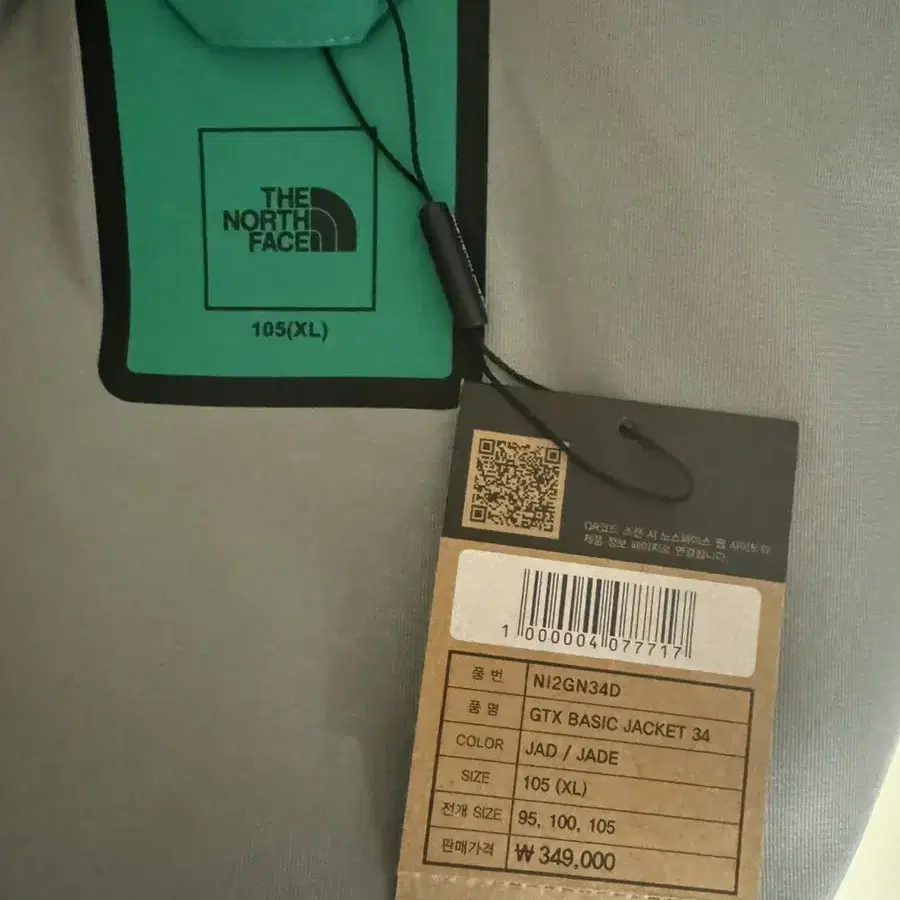 THE
NORTH
FACE
105(XL)
QR코드 스캔 시 노스페이스 웹 사이트의
제품 정보 페이지로 연결합니다.
1 000004 077717
품 번 NI2GN34D
품 명 GTX BASIC JACKET 34
COLOR JAD / JADE
SIZE 105 (XL)
전개 SIZE 95, 100, 105
판매가격 ₩ 349,000